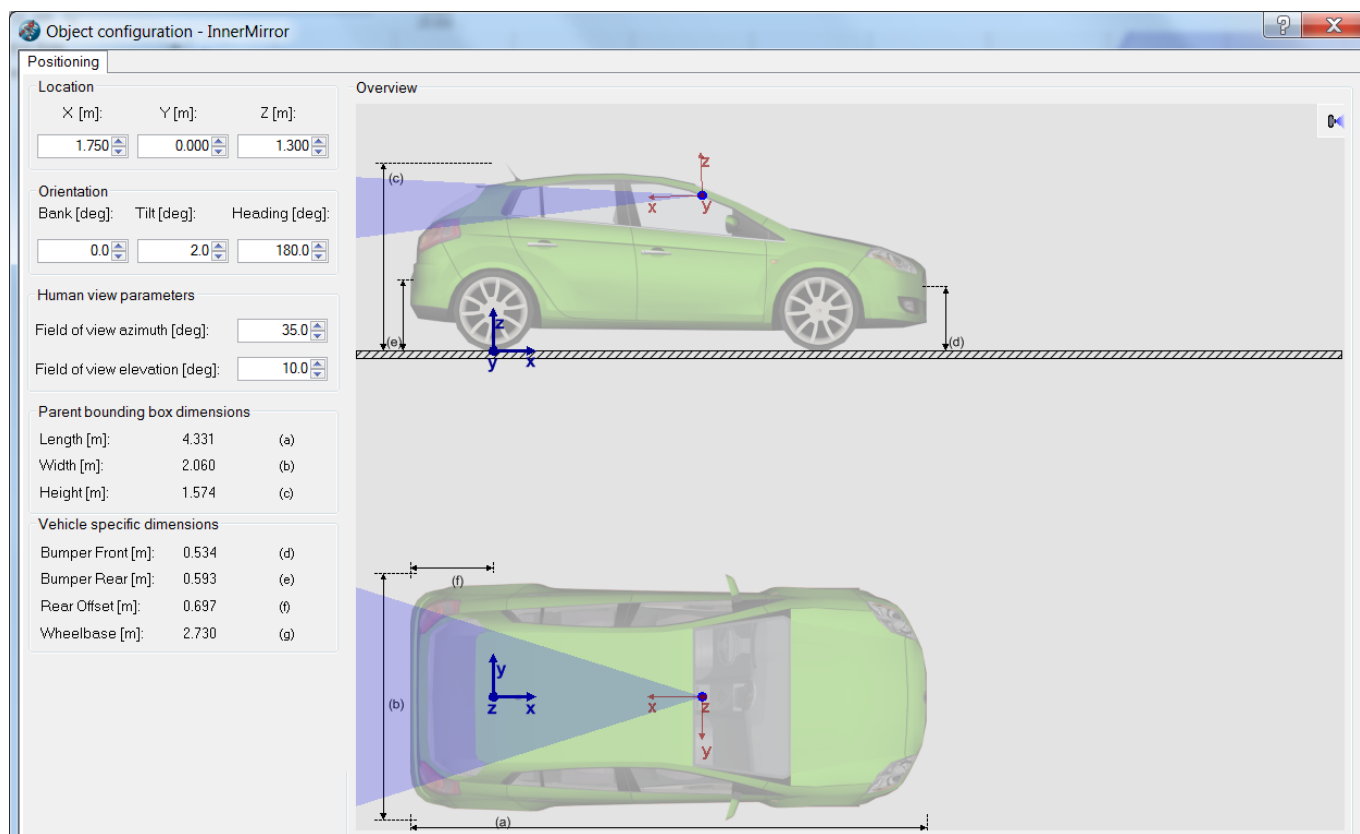 Object configuration - InnerMirror
Positioning
Location
X [m]: Y [m]: Z [m]:
1.750 0.000 1.300
Orientation
Bank [deg]: Tilt [deg]: Heading [deg]:
0.0 2.0 180.0
Human view parameters
Field of view azimuth [deg]: 35.0
Field of view elevation [deg]: 10.0
Parent bounding box dimensions
Length [m]: 4.331 (a)
Width [m]: 2.060 (b)
Height [m]: 1.574 (c)
Vehicle specific dimensions
Bumper Front [m]: 0.534 (d)
Bumper Rear [m]: 0.593 (e)
Rear Offset [m]: 0.697 (f)
Wheelbase [m]: 2.730 (g)
Overview
z
(c)
x y
z
(e) (d)
y x
(f)
y
(b) z x x z
y
(a)